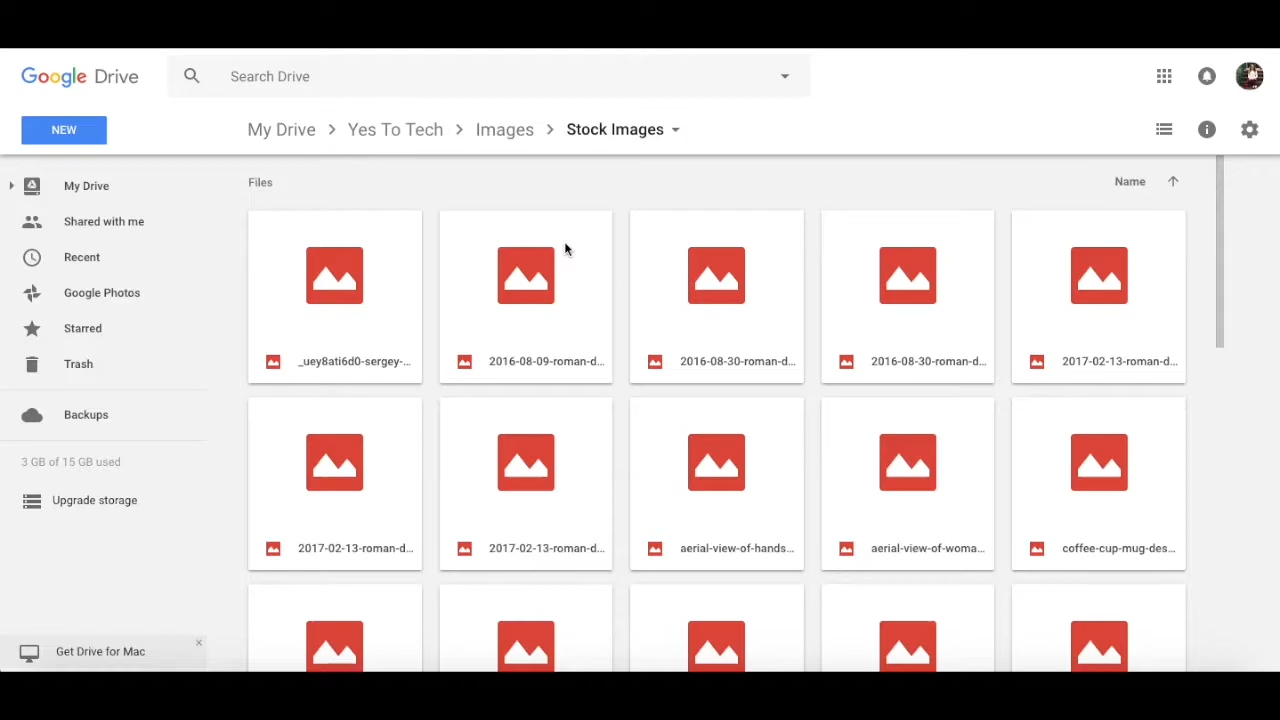 Google Drive
Search Drive
NEW
My Drive > Yes To Tech > Images > Stock Images
My Drive
Shared with me
Recent
Google Photos
Starred
Trash
Backups
3 GB of 15 GB used
Upgrade storage
Get Drive for Mac
Files
Name
_uey8ati6d0-sergey-...
2016-08-09-roman-d...
2016-08-30-roman-d...
2016-08-30-roman-d...
2017-02-13-roman-d...
2017-02-13-roman-d...
2017-02-13-roman-d...
aerial-view-of-hands...
aerial-view-of-woma...
coffee-cup-mug-des...